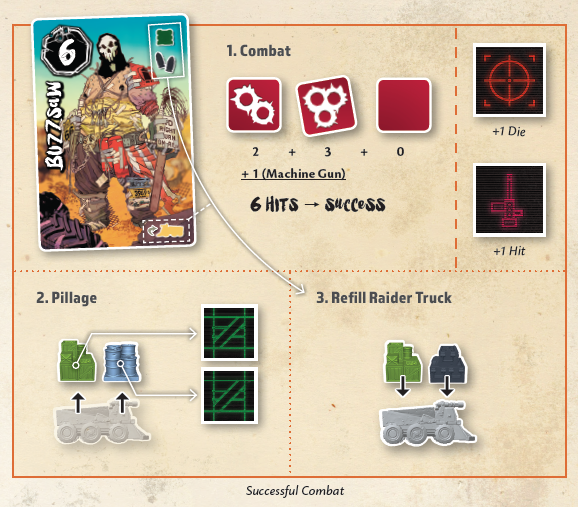 6
BUZZSAW
1. Combat
2 + 3 + 0
+ 1 (Machine Gun)
6 HITS → SUCCESS
+1 Die
+1 Hit
2. Pillage
3. Refill Raider Truck
Successful Combat